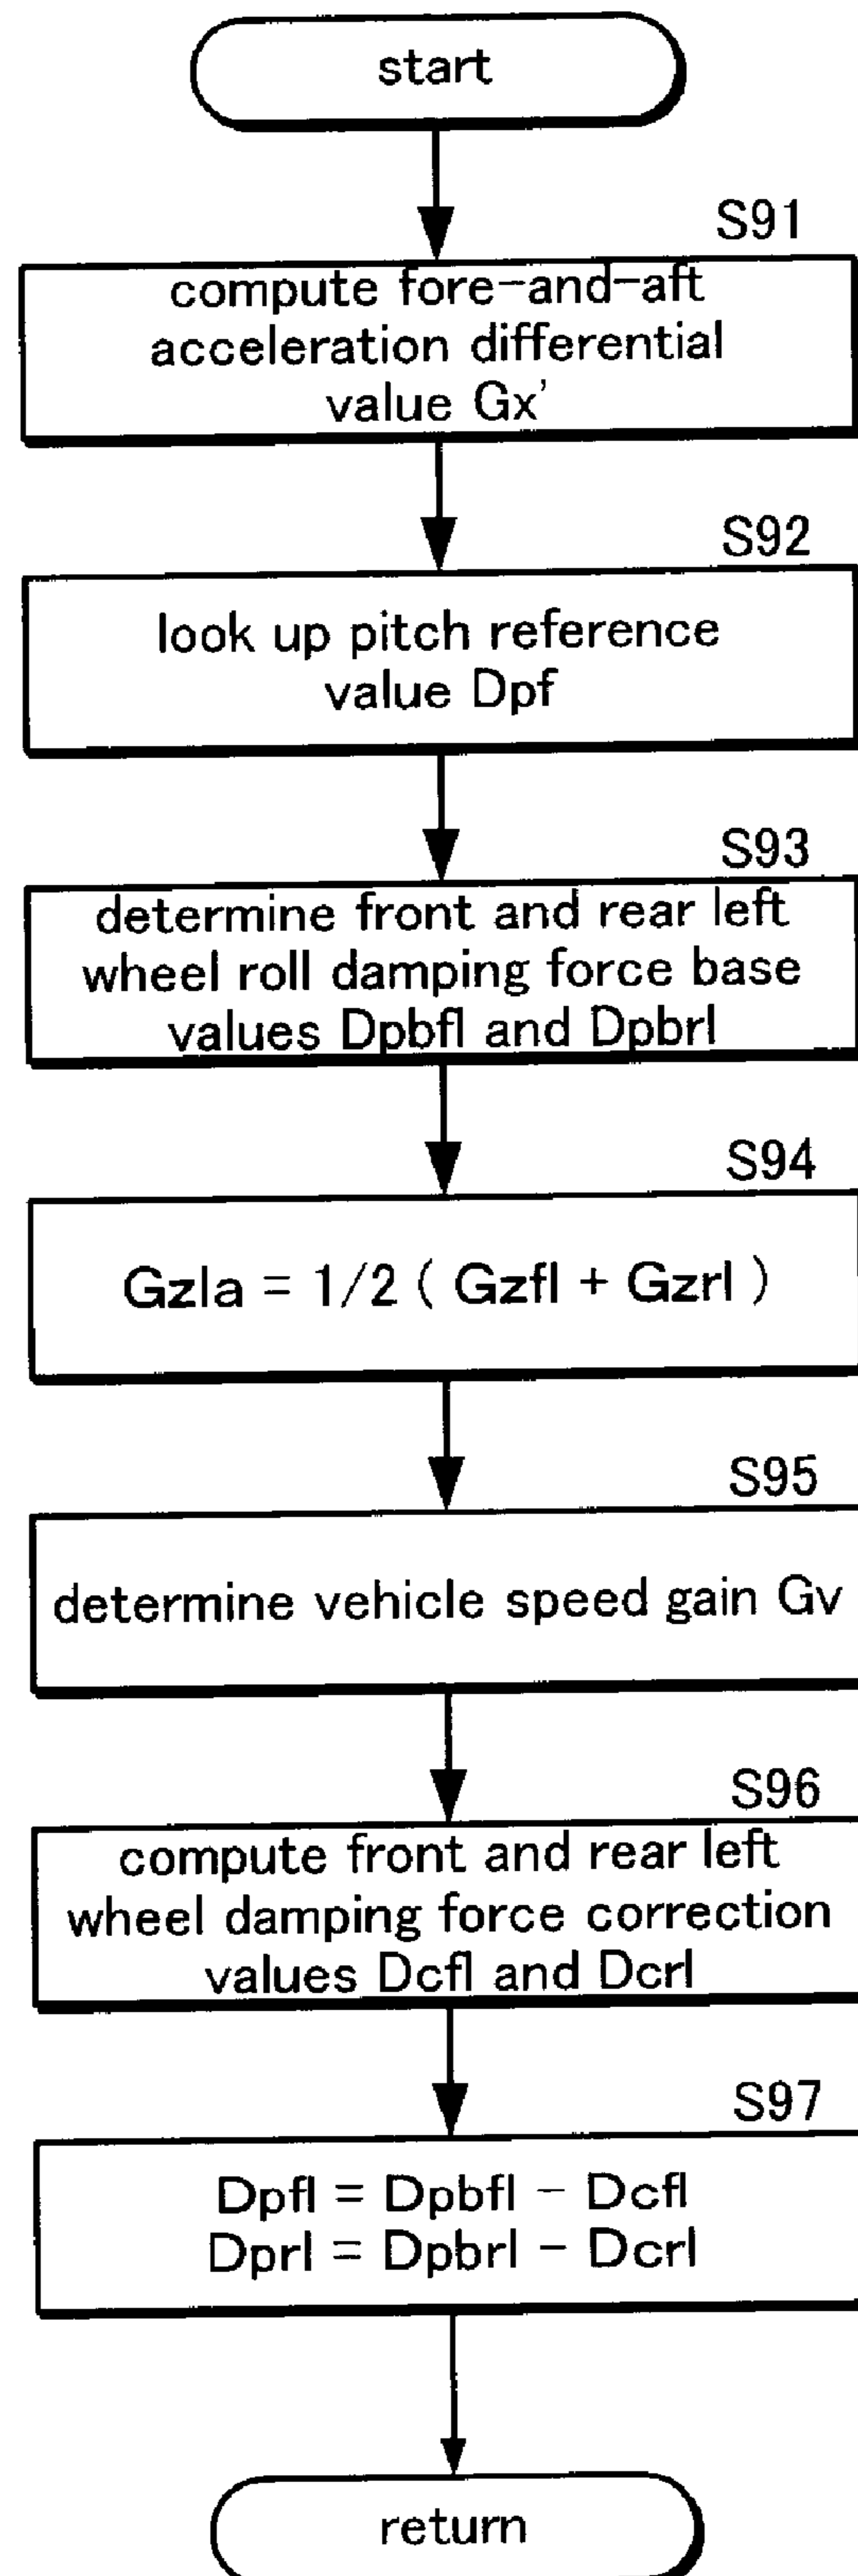 start
S91
compute fore-and-aft
acceleration differential
value Gx'
S92
look up pitch reference
value Dpf
S93
determine front and rear left
wheel roll damping force base
values Dpbfl and Dpbrl
S94
Gzla = 1/2 ( Gzfl + Gzrl )
S95
determine vehicle speed gain Gv
S96
compute front and rear left
wheel damping force correction
values Dcfl and Dcrl
S97
Dpfl = Dpbfl - Dcfl
Dprl = Dpbrl - Dcrl
return